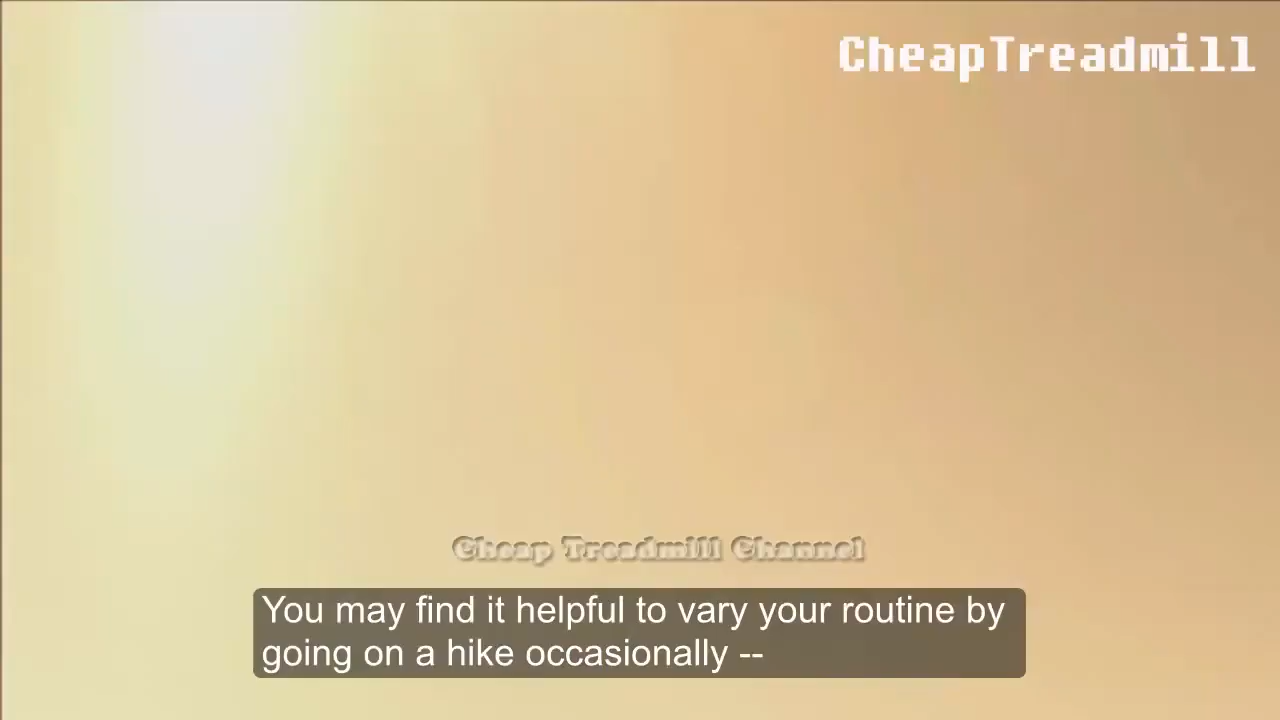 CheapTreadmill
Cheap Treadmill Channel
You may find it helpful to vary your routine by
going on a hike occasionally --